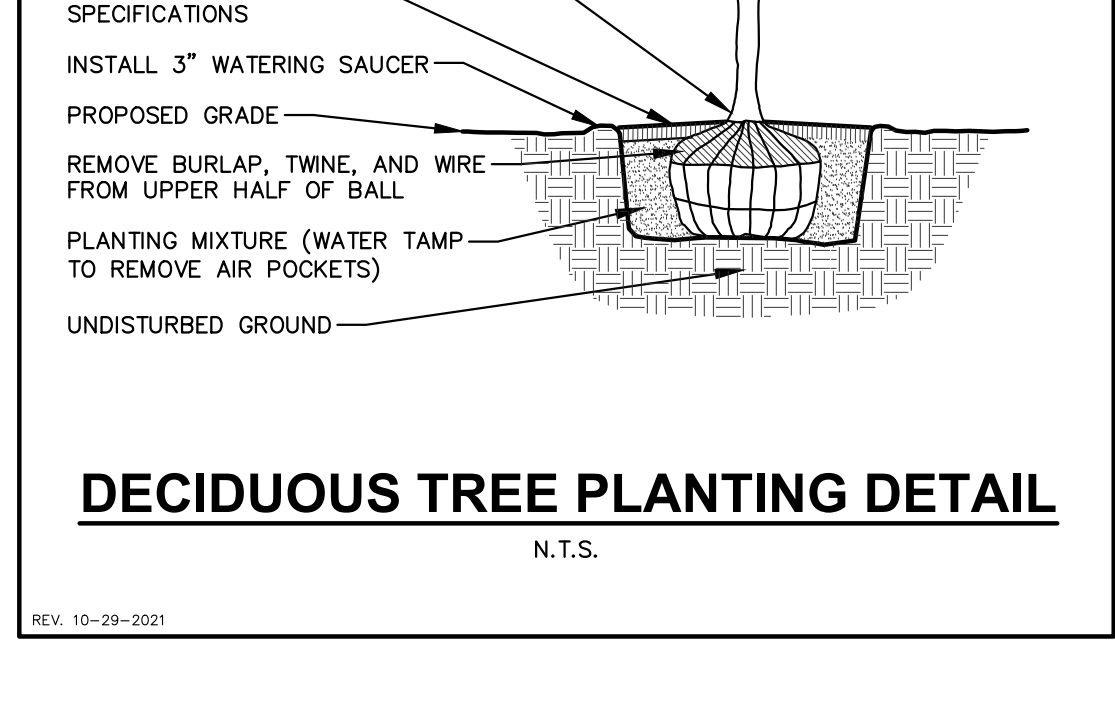 SPECIFICATIONS
INSTALL 3" WATERING SAUCER
PROPOSED GRADE
REMOVE BURLAP, TWINE, AND WIRE
FROM UPPER HALF OF BALL
PLANTING MIXTURE (WATER TAMP
TO REMOVE AIR POCKETS)
UNDISTURBED GROUND
DECIDUOUS TREE PLANTING DETAIL
N.T.S.
REV. 10-29-2021